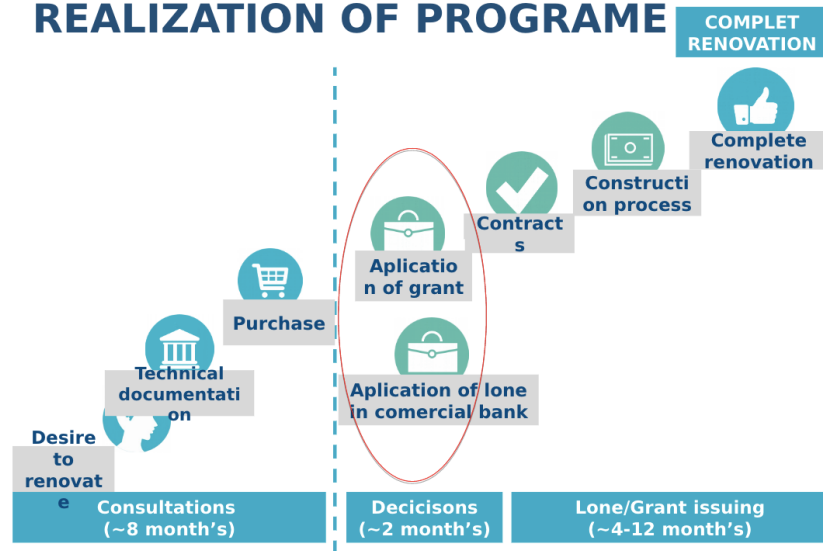 REALIZATION OF PROGRAME
COMPLET
RENOVATION
Complete
renovation
Constructi
on process
Contract
s
Aplicatio
n of grant
Purchase
Aplication of lone
in comercial bank
Technical
documentati
on
Desire
to
renovat
e
Consultations
(~8 month’s)
Decicisons
(~2 month’s)
Lone/Grant issuing
(~4-12 month’s)